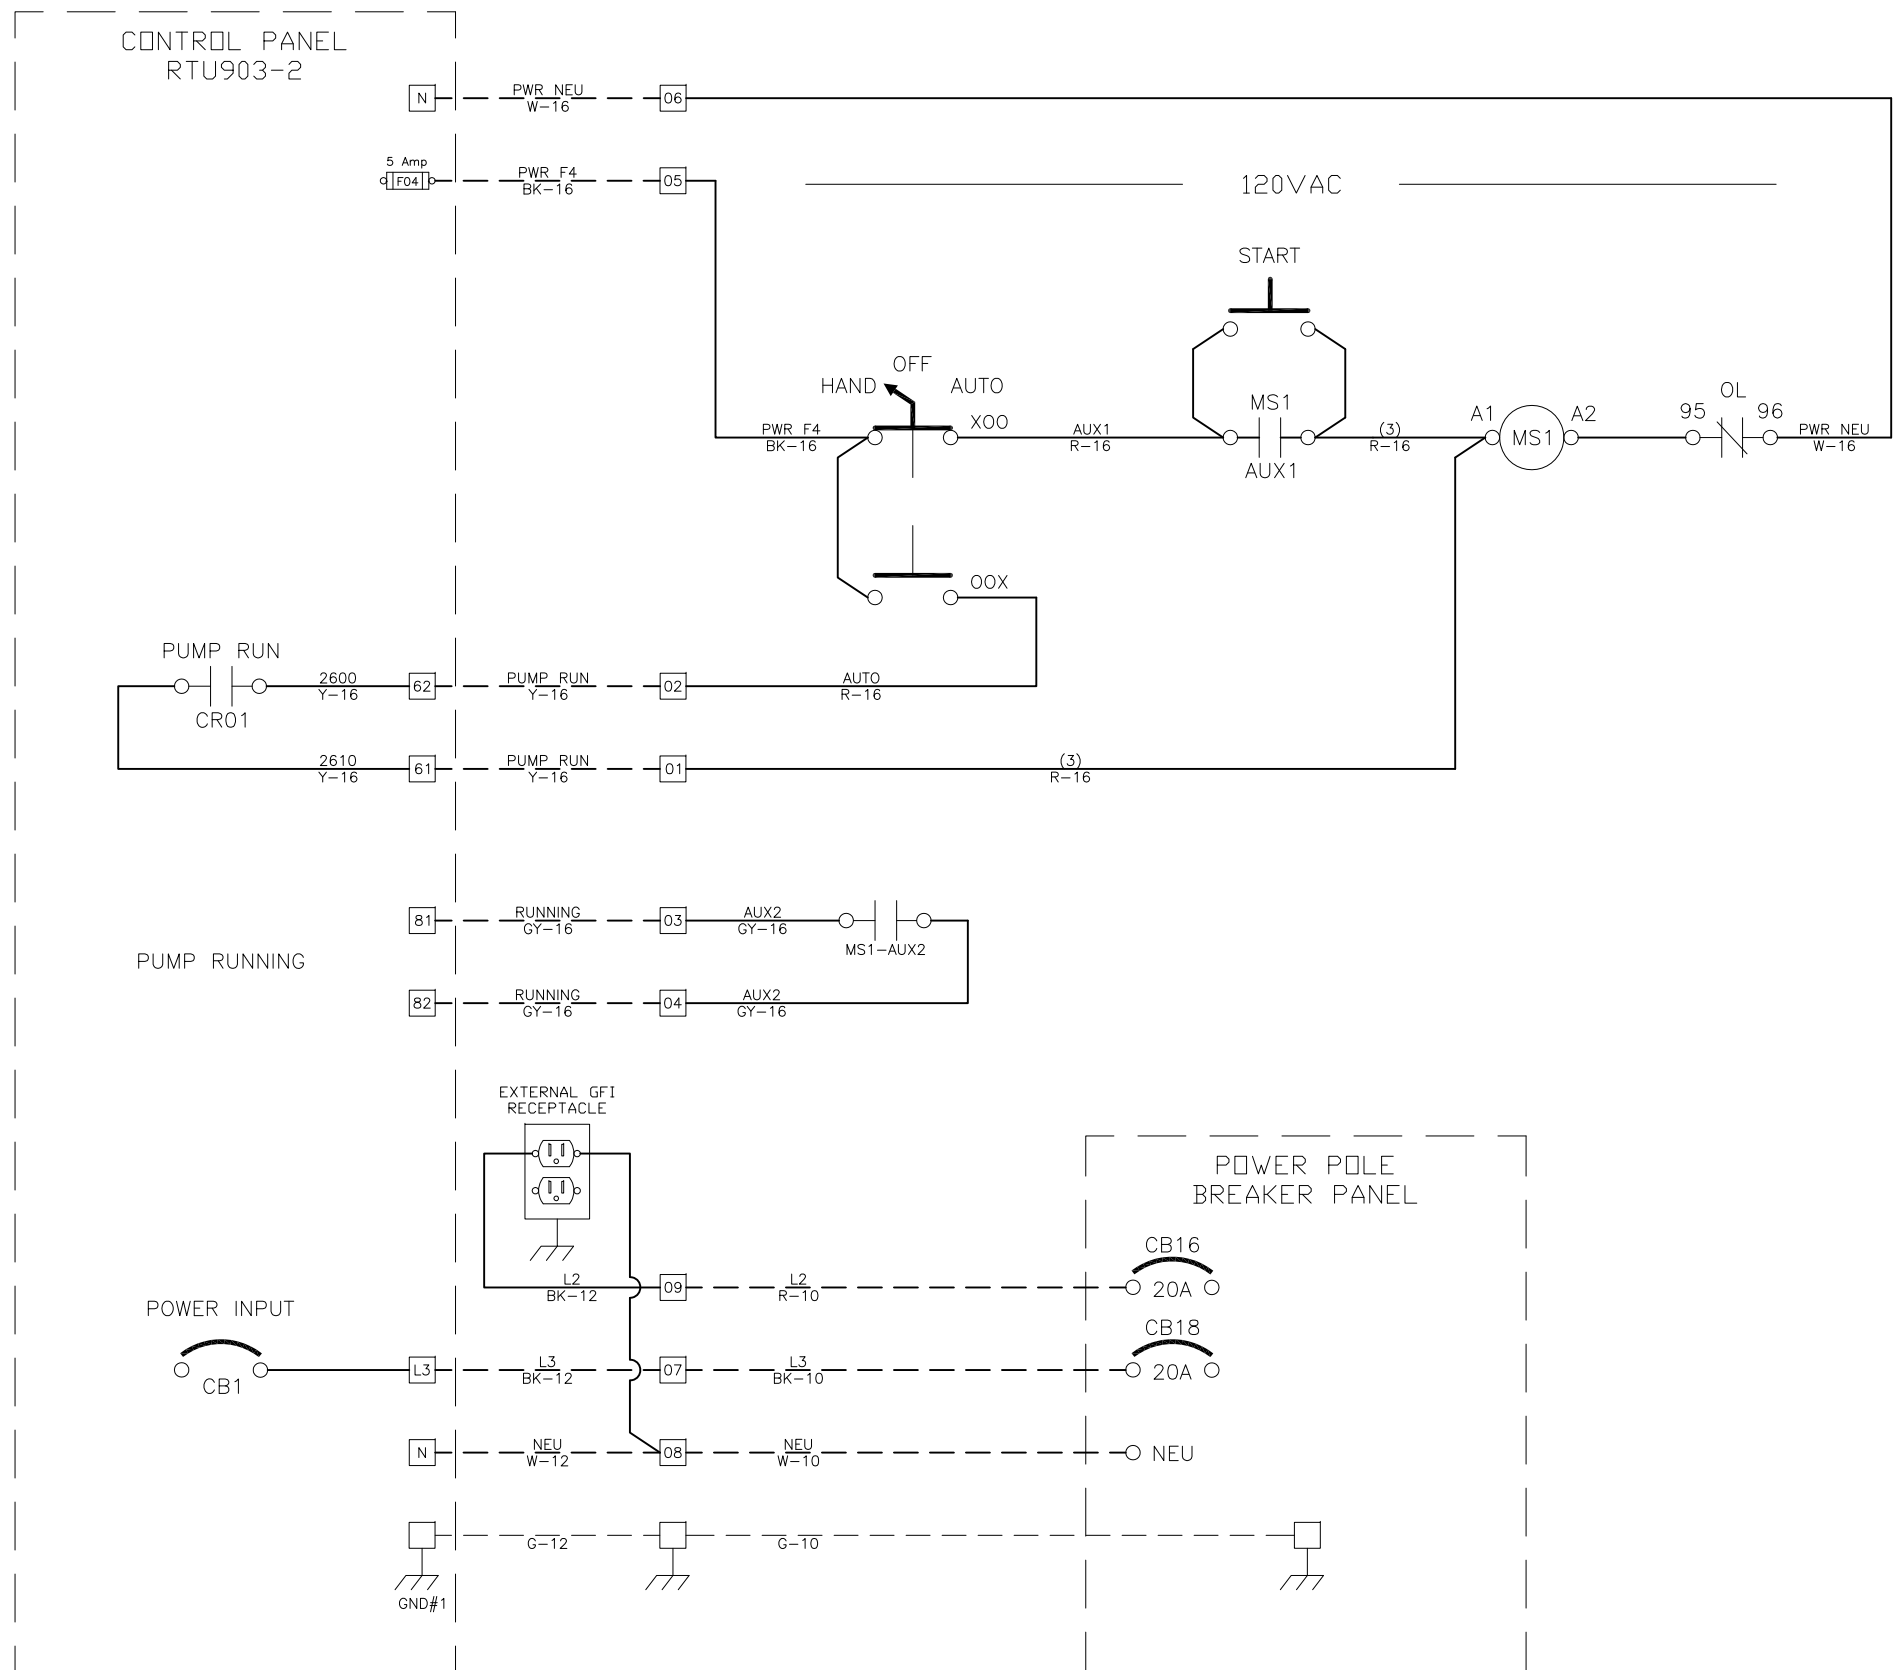 CONTROL PANEL
RTU903-2
N
PWR NEU
W-16
06
5 Amp
F04
PWR F4
BK-16
05
120VAC
START
OFF
HAND
AUTO
X00
PWR F4
BK-16
AUX1
R-16
MS1
AUX1
(3)
R-16
A1
MS1
A2
OL
95
96
PWR NEU
W-16
00X
PUMP RUN
CR01
2600
Y-16
62
PUMP RUN
Y-16
02
AUTO
R-16
2610
Y-16
61
PUMP RUN
Y-16
01
(3)
R-16
81
RUNNING
GY-16
03
AUX2
GY-16
MS1-AUX2
PUMP RUNNING
82
RUNNING
GY-16
04
AUX2
GY-16
EXTERNAL GFI
RECEPTACLE
POWER POLE
BREAKER PANEL
L2
BK-12
09
L2
R-10
CB16
20A
POWER INPUT
CB1
L3
L3
BK-12
07
L3
BK-10
CB18
20A
N
NEU
W-12
08
NEU
W-10
NEU
G-12
G-10
GND#1